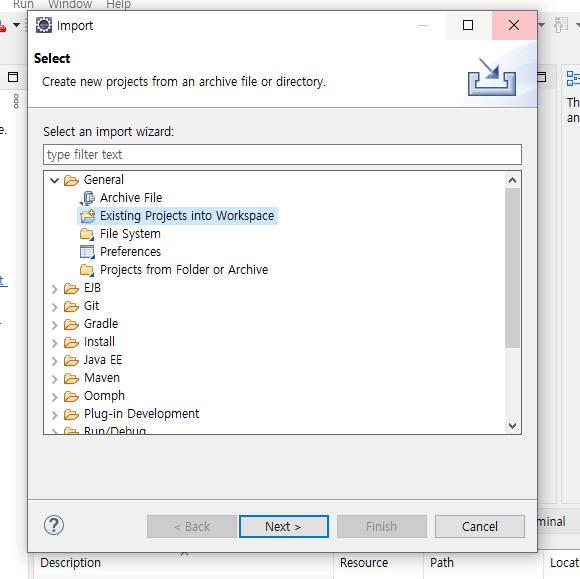 Run Window Help
Import
Select
Create new projects from an archive file or directory.
Th
an
e.
Select an import wizard:
type filter text
General
Archive File
Existing Projects into Workspace
File System
Preferences
Projects from Folder or Archive
EJB
Git
Gradle
Install
Java EE
Maven
Oomph
Plug-in Development
Run/Debug
t
?
< Back
Next >
Finish
Cancel
minal
Description
Resource
Path
Locat